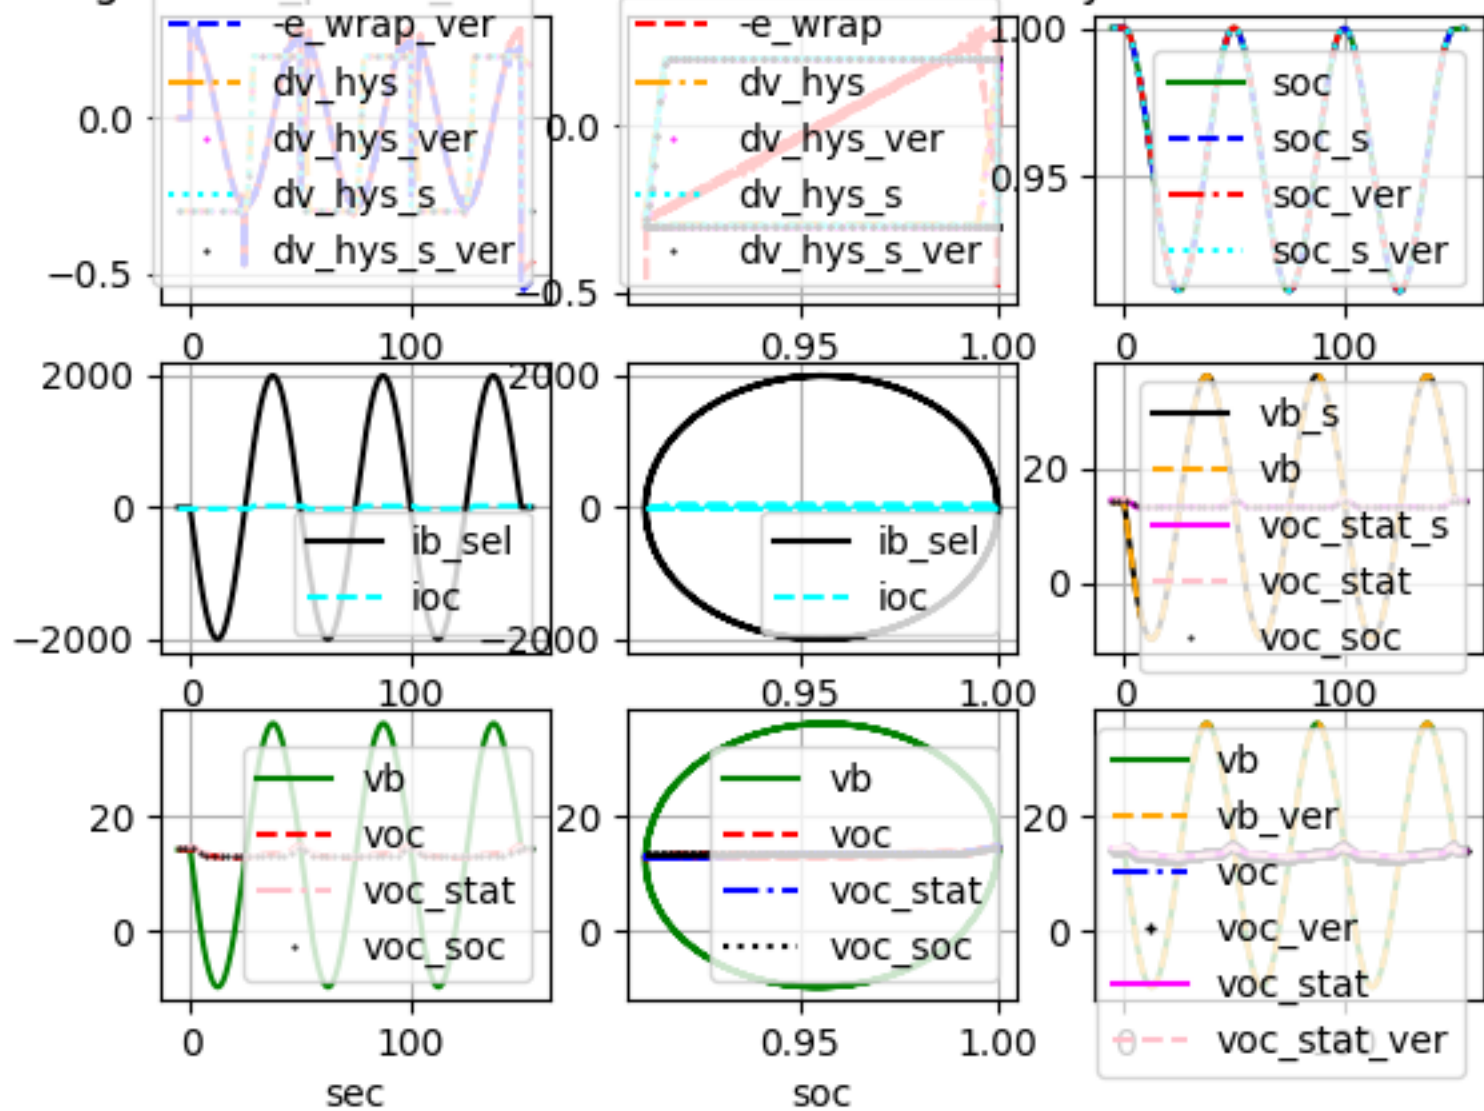 -e_wrap_ver
dv_hys
dv_hys_ver
dv_hys_s
dv_hys_s_ver
0.0
−0.5
0
100
-e_wrap
dv_hys
dv_hys_ver
dv_hys_s
dv_hys_s_ver
0.0
−0.5
0.95
1.00
soc
soc_s
soc_ver
soc_s_ver
1.00
0.95
0
100
2000
0
−2000
ib_sel
ioc
0
100
2000
0
−2000
ib_sel
ioc
0.95
1.00
20
0
vb_s
vb
voc_stat_s
voc_stat
voc_soc
0
100
20
0
vb
voc
voc_stat
voc_soc
0
100
sec
20
0
vb
voc
voc_stat
voc_soc
0.95
1.00
soc
20
0
vb
vb_ver
voc
voc_ver
voc_stat
voc_stat_ver
0